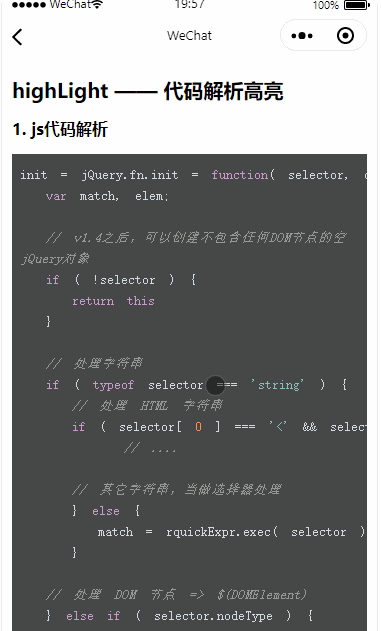 WeChat 19:57 100%
WeChat
highLight —— 代码解析高亮
1. js代码解析
init = jQuery.fn.init = function( selector, c
var match, elem;
// v1.4之后，可以创建不包含任何DOM节点的空
jQuery对象
if ( !selector ) {
return this
}
// 处理字符串
if ( typeof selector === 'string' ) {
// 处理 HTML 字符串
if ( selector[ 0 ] === '<' && selec
// ....
// 其它字符串，当做选择器处理
} else {
match = rquickExpr.exec( selector )
}
// 处理 DOM 节点 => $(DOMElement)
} else if ( selector.nodeType ) {